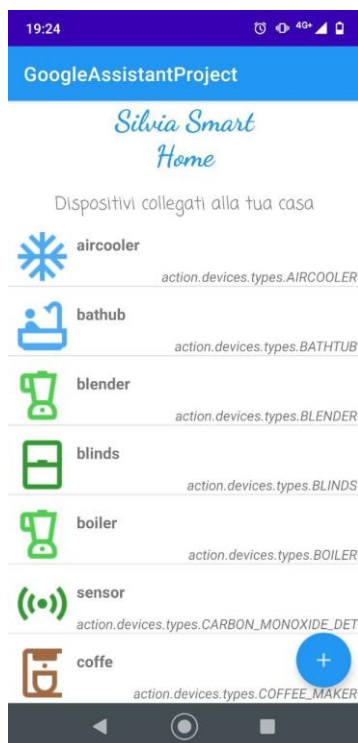 19:24
4G+
GoogleAssistantProject
Silvia Smart
Home
Dispositivi collegati alla tua casa
aircooler
action.devices.types.AIRCOOLER
bathub
action.devices.types.BATHTUB
blender
action.devices.types.BLENDER
blinds
action.devices.types.BLINDS
boiler
action.devices.types.BOILER
sensor
action.devices.types.CARBON_MONOXIDE_DET
coffe
action.devices.types.COFFEE_MAKER